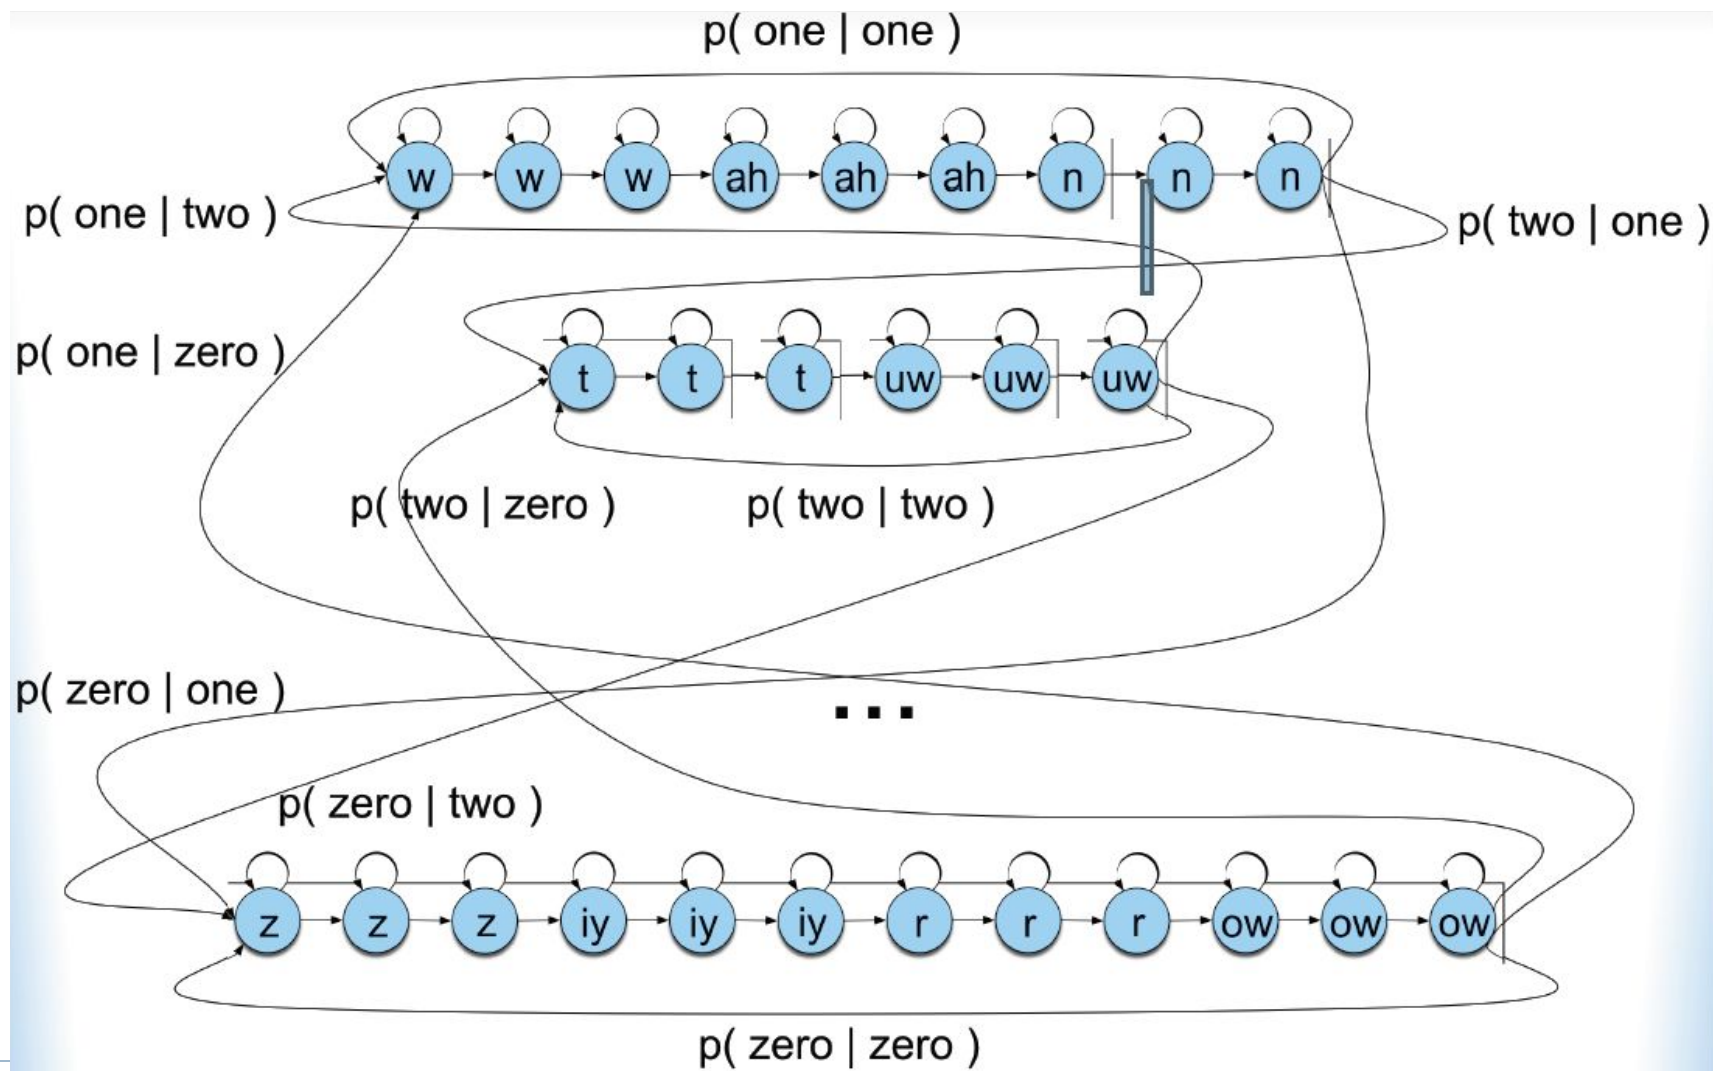 p( one | one )
w w w ah ah ah n n n
p( one | two )
p( two | one )
p( one | zero )
t t t uw uw uw
p( two | zero )
p( two | two )
p( zero | one )
...
p( zero | two )
z z z iy iy iy r r r ow ow ow
p( zero | zero )